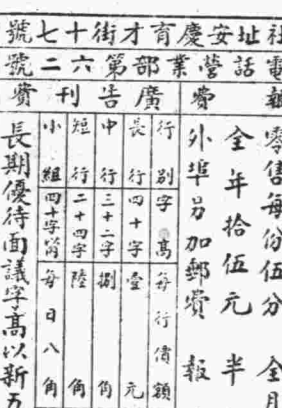 社址安慶育才街十七號
電話營業部第六二號
報費
廣告刊費
零售每份伍分 全月
全年拾伍元 半
外埠另加郵費 報
行別 字高 每行價額
長行 四十字 壹元
中行 三十二字 捌角
短行 二十四字 陸角
小組 四十字 每日八角
長期優待面議字高以新五